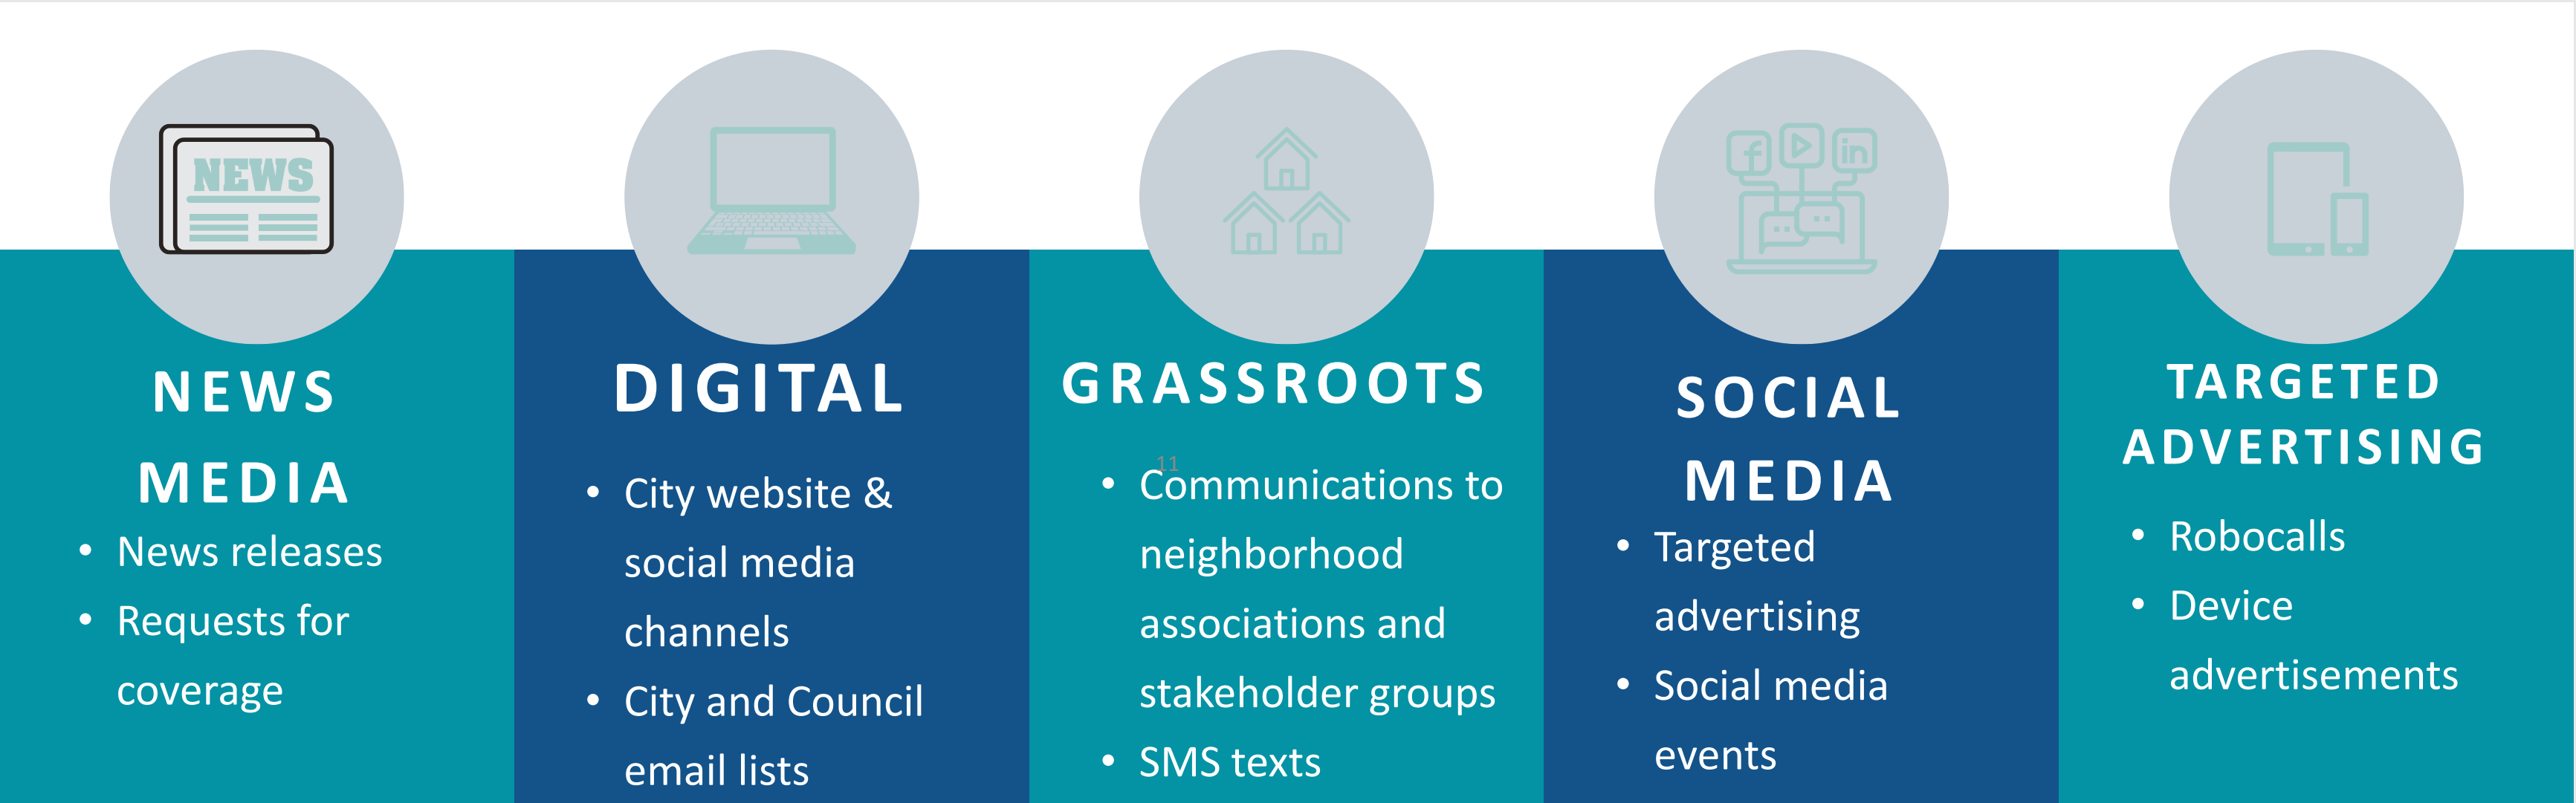 NEWS
f in
NEWS
MEDIA
• News releases
• Requests for
coverage
DIGITAL
• City website &
social media
channels
• City and Council
email lists
GRASSROOTS
11
• Communications to
neighborhood
associations and
stakeholder groups
• SMS texts
SOCIAL
MEDIA
• Targeted
advertising
• Social media
events
TARGETED
ADVERTISING
• Robocalls
• Device
advertisements